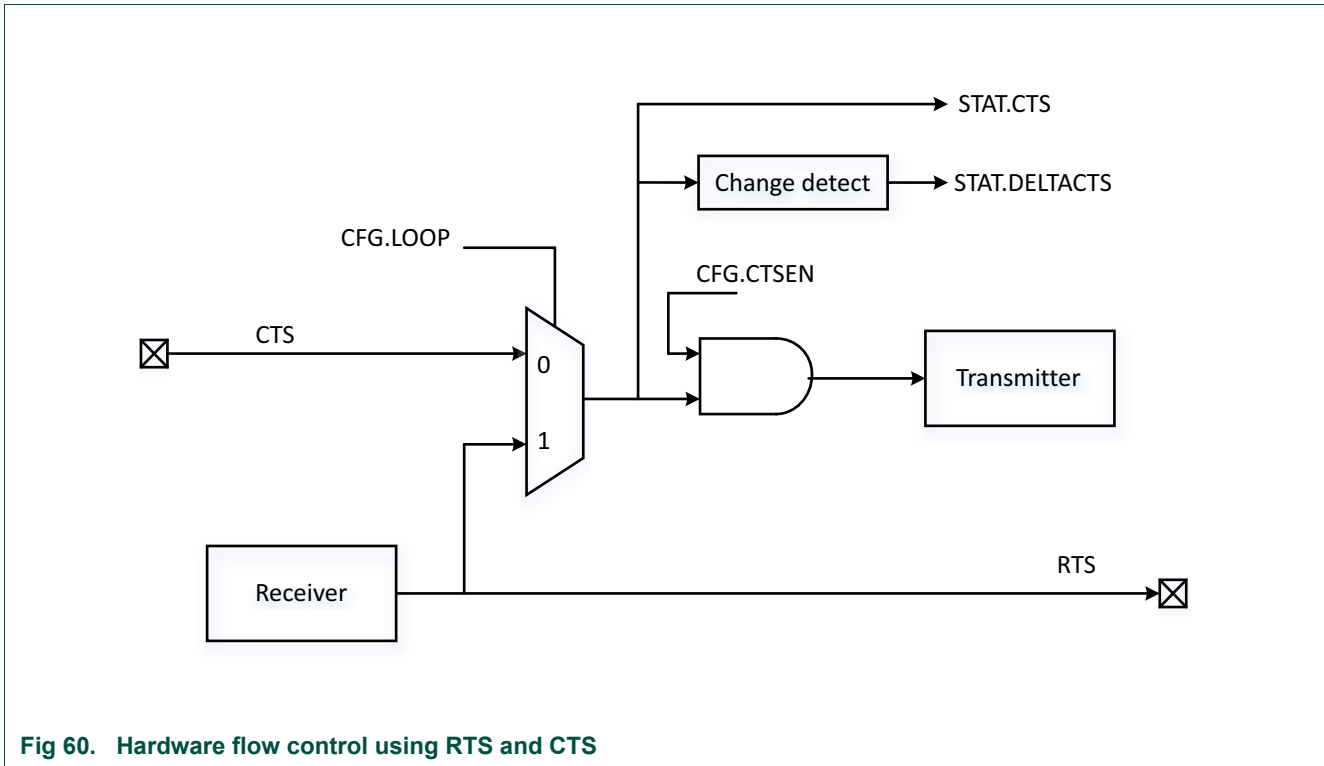 STAT.CTS
Change detect
STAT.DELTACTS
CFG.LOOP
CFG.CTSEN
CTS
0
Transmitter
1
RTS
Receiver
Fig 60. Hardware flow control using RTS and CTS